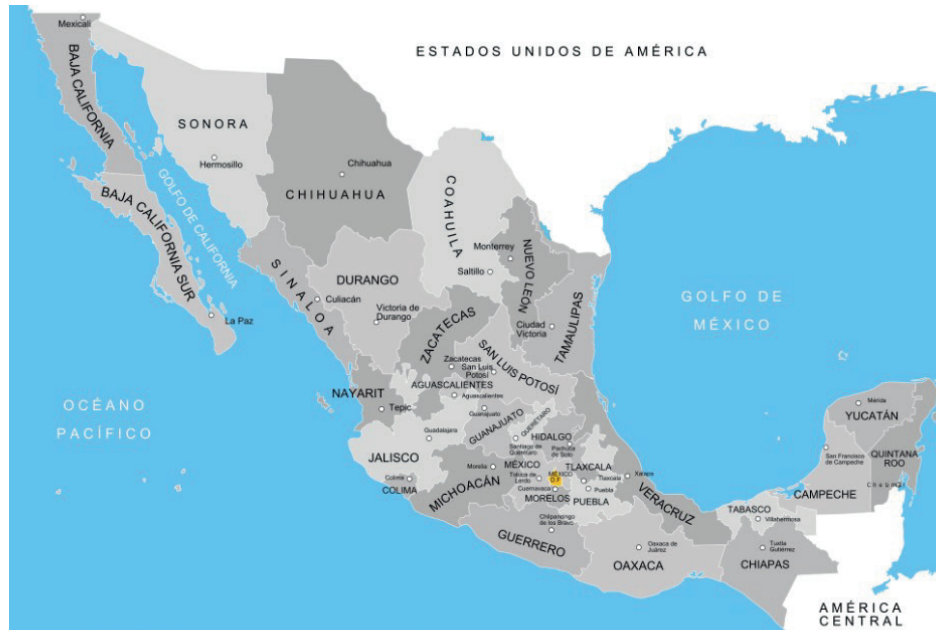 Mexicali
ESTADOS UNIDOS DE AMÉRICA
BAJA CALIFORNIA
SONORA
Hermosillo
Chihuahua
CHIHUAHUA
COAHUILA
GOLFO DE CALIFORNIA
BAJA CALIFORNIA SUR
La Paz
SINALOA
Culiacán
DURANGO
Victoria de
Durango
Monterrey
Saltillo
NUEVO LEÓN
Ciudad
Victoria
TAMAULIPAS
GOLFO DE
MÉXICO
ZACATECAS
Zacatecas
San Luis
Potosí
SAN LUIS POTOSÍ
NAYARIT
Tepic
AGUASCALIENTES
Aguascalientes
OCÉANO
PACÍFICO
Guadalajara
JALISCO
Guanajuato
GUANAJUATO
QUERÉTARO
Santiago de
Querétaro
HIDALGO
Pachuca
de Soto
Colima
COLIMA
Morelia
MICHOACÁN
MÉXICO
Toluca de
Lerdo
MÉXICO
D.F.
TLAXCALA
Tlaxcala
Cuernavaca
MORELOS
Puebla
PUEBLA
Xalapa
VERACRUZ
Chilpancingo
de los Bravo
GUERRERO
Oaxaca de
Juárez
OAXACA
TABASCO
Villahermosa
Tuxtla
Gutiérrez
CHIAPAS
Mérida
YUCATÁN
San Francisco
de Campeche
CAMPECHE
QUINTANA
ROO
AMÉRICA
CENTRAL